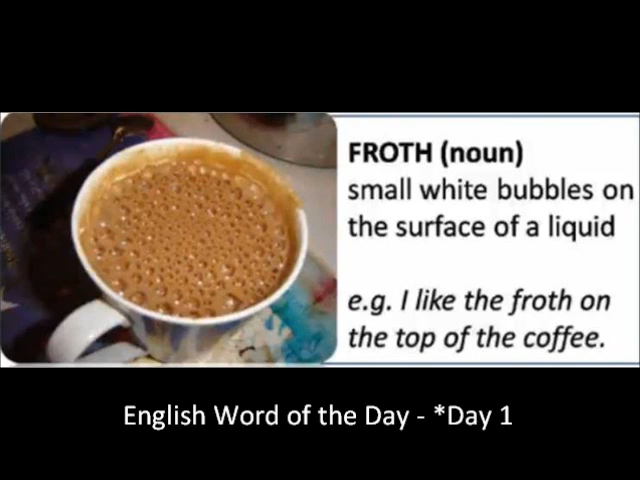 FROTH (noun)
small white bubbles on
the surface of a liquid
e.g. I like the froth on
the top of the coffee.
English Word of the Day - *Day 1